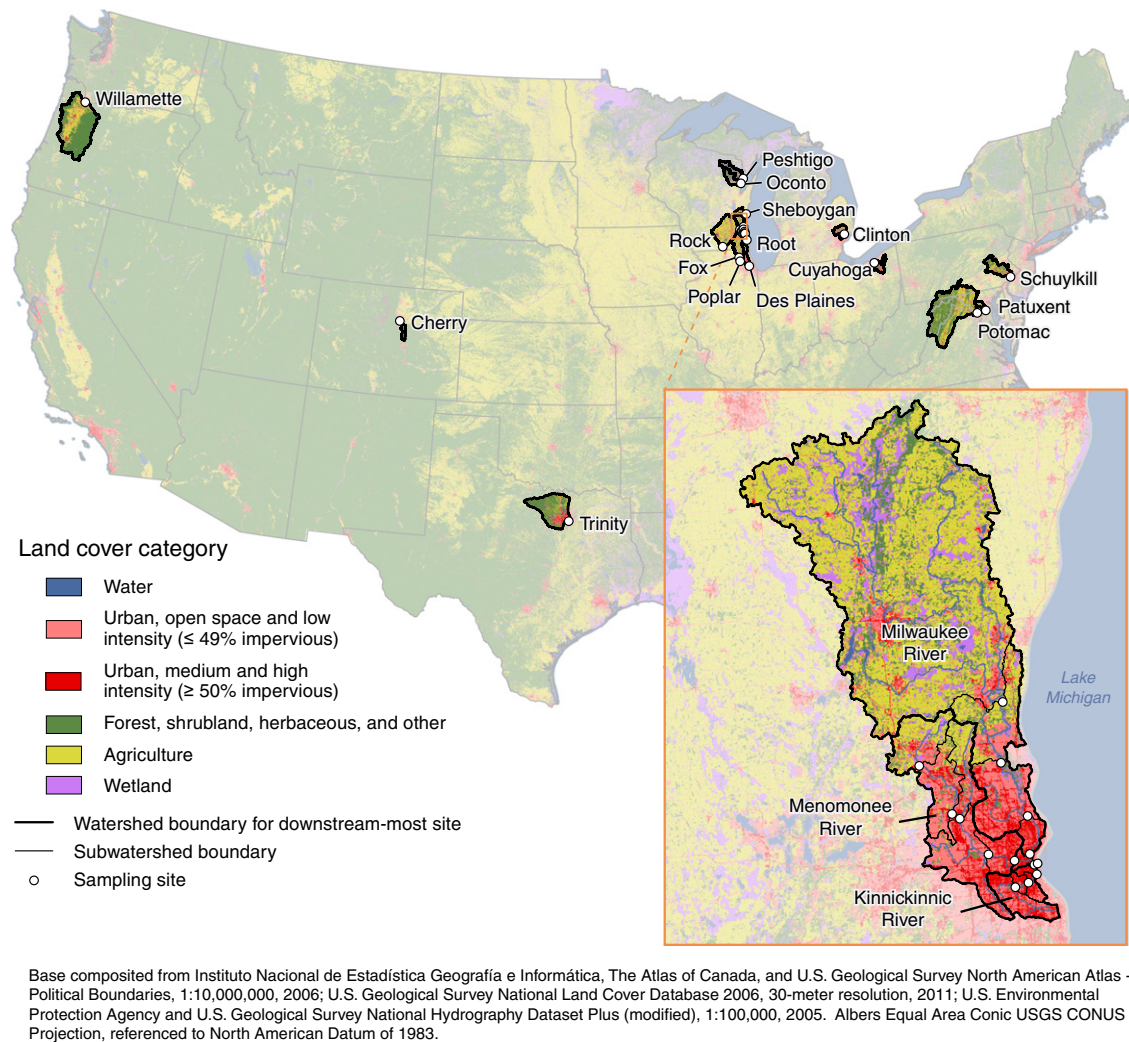 Willamette
Peshtigo
Oconto
Sheboygan
Rock
Root
Clinton
Fox
Cuyahoga
Poplar
Des Plaines
Schuylkill
Patuxent
Potomac
Cherry
Trinity
Land cover category
Water
Urban, open space and low
intensity (≤ 49% impervious)
Urban, medium and high
intensity (≥ 50% impervious)
Forest, shrubland, herbaceous, and other
Agriculture
Wetland
Watershed boundary for downstream-most site
Subwatershed boundary
Sampling site
Milwaukee
River
Lake
Michigan
Menomonee
River
Kinnickinnic
River
Base composited from Instituto Nacional de Estadística Geografía e Informática, The Atlas of Canada, and U.S. Geological Survey North American Atlas -
Political Boundaries, 1:10,000,000, 2006; U.S. Geological Survey National Land Cover Database 2006, 30-meter resolution, 2011; U.S. Environmental
Protection Agency and U.S. Geological Survey National Hydrography Dataset Plus (modified), 1:100,000, 2005.  Albers Equal Area Conic USGS CONUS
Projection, referenced to North American Datum of 1983.